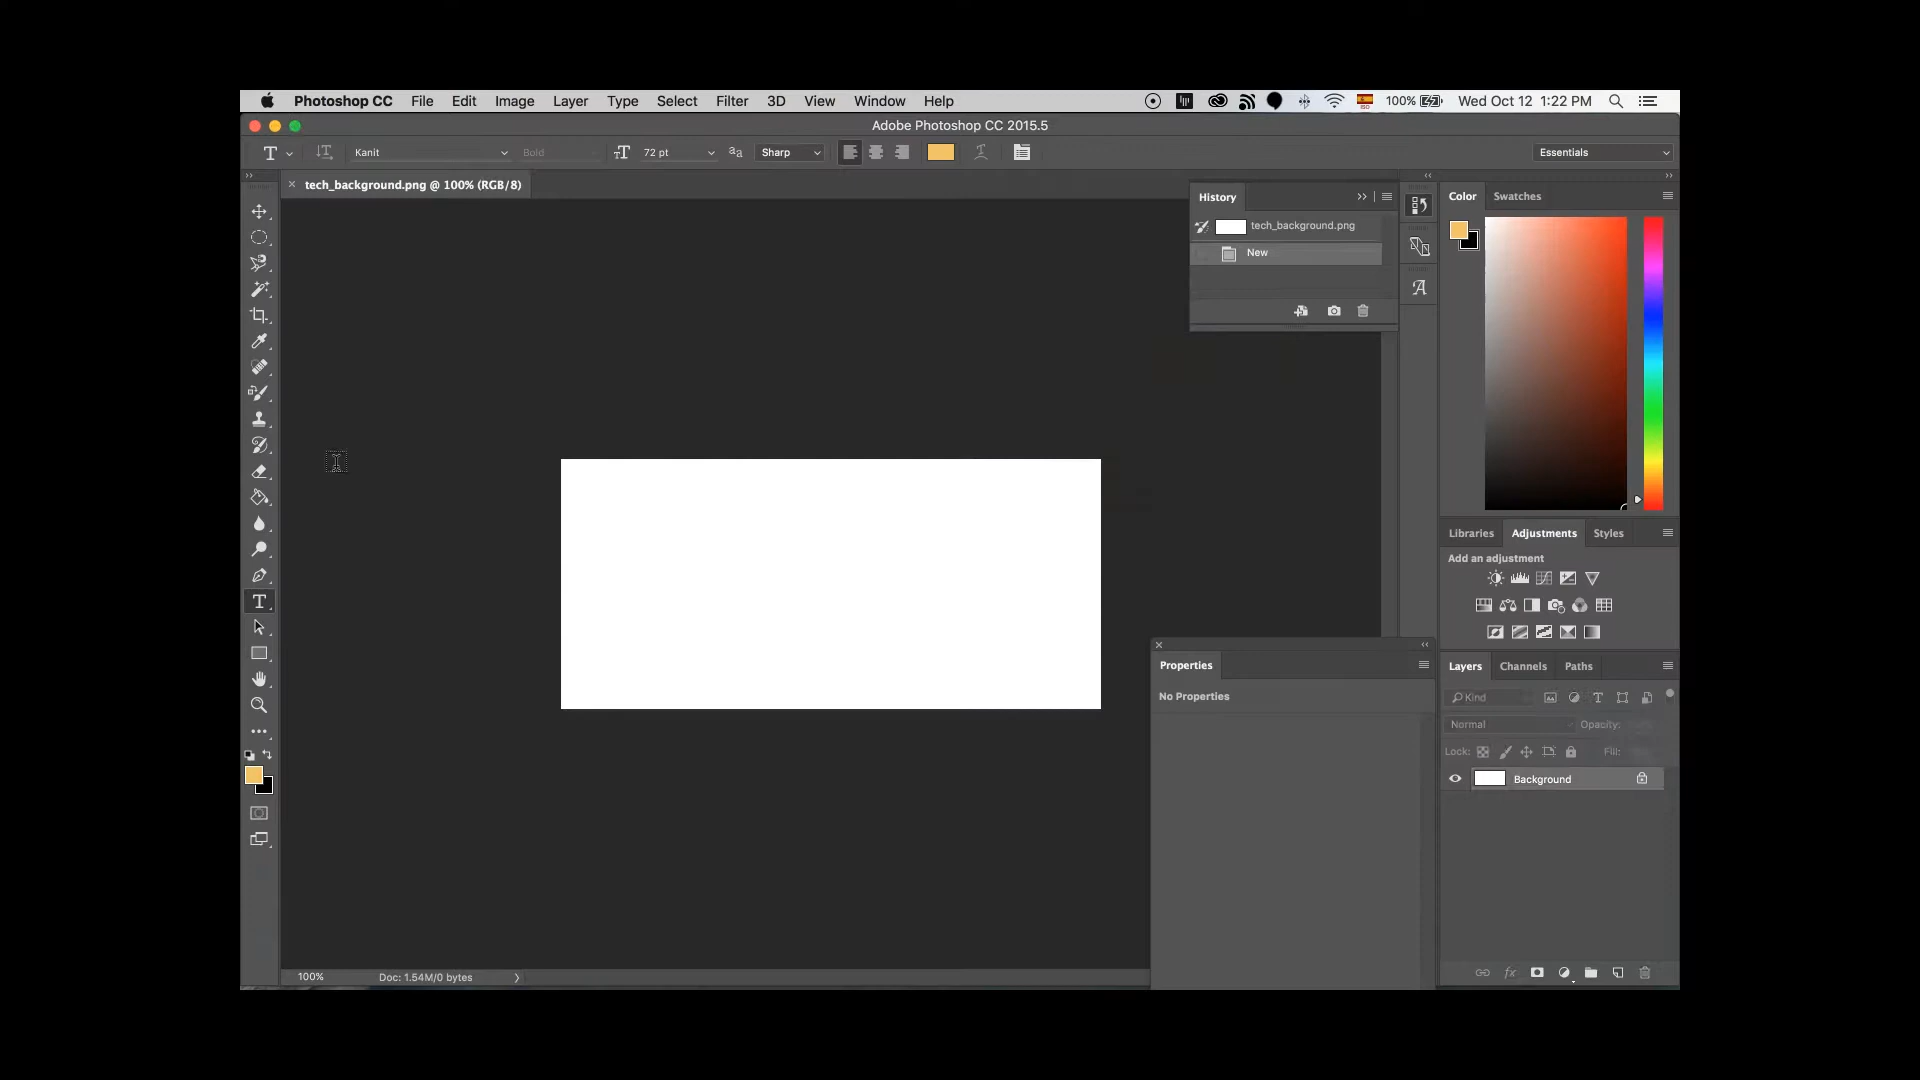 Photoshop CC File Edit Image Layer Type Select Filter 3D View Window Help 100% Wed Oct 12 1:22 PM
Adobe Photoshop CC 2015.5
Kanit Bold 72 pt Sharp Essentials
tech_background.png @ 100% (RGB/8)
History
tech_background.png
New
Color Swatches
Libraries Adjustments Styles
Add an adjustment
Properties
No Properties
Layers Channels Paths
Kind
Normal Opacity:
Lock: Fill:
Background
100% Doc: 1.54M/0 bytes